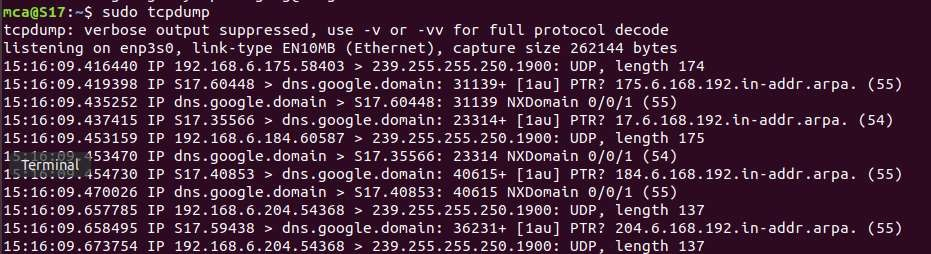 mca@S17:~$ sudo tcpdump
tcpdump: verbose output suppressed, use -v or -vv for full protocol decode
listening on enp3s0, link-type EN10MB (Ethernet), capture size 262144 bytes
15:16:09.416440 IP 192.168.6.175.58403 > 239.255.255.250.1900: UDP, length 174
15:16:09.419398 IP S17.60448 > dns.google.domain: 31139+ [1au] PTR? 175.6.168.192.in-addr.arpa. (55)
15:16:09.435252 IP dns.google.domain > S17.60448: 31139 NXDomain 0/0/1 (55)
15:16:09.437415 IP S17.35566 > dns.google.domain: 23314+ [1au] PTR? 17.6.168.192.in-addr.arpa. (54)
15:16:09.453159 IP 192.168.6.184.60587 > 239.255.255.250.1900: UDP, length 175
15:16:09.453470 IP dns.google.domain > S17.35566: 23314 NXDomain 0/0/1 (54)
Terminal
15:16:09.454730 IP S17.40853 > dns.google.domain: 40615+ [1au] PTR? 184.6.168.192.in-addr.arpa. (55)
15:16:09.470026 IP dns.google.domain > S17.40853: 40615 NXDomain 0/0/1 (55)
15:16:09.657785 IP 192.168.6.204.54368 > 239.255.255.250.1900: UDP, length 137
15:16:09.658495 IP S17.59438 > dns.google.domain: 36231+ [1au] PTR? 204.6.168.192.in-addr.arpa. (55)
15:16:09.673754 IP 192.168.6.204.54368 > 239.255.255.250.1900: UDP, length 137